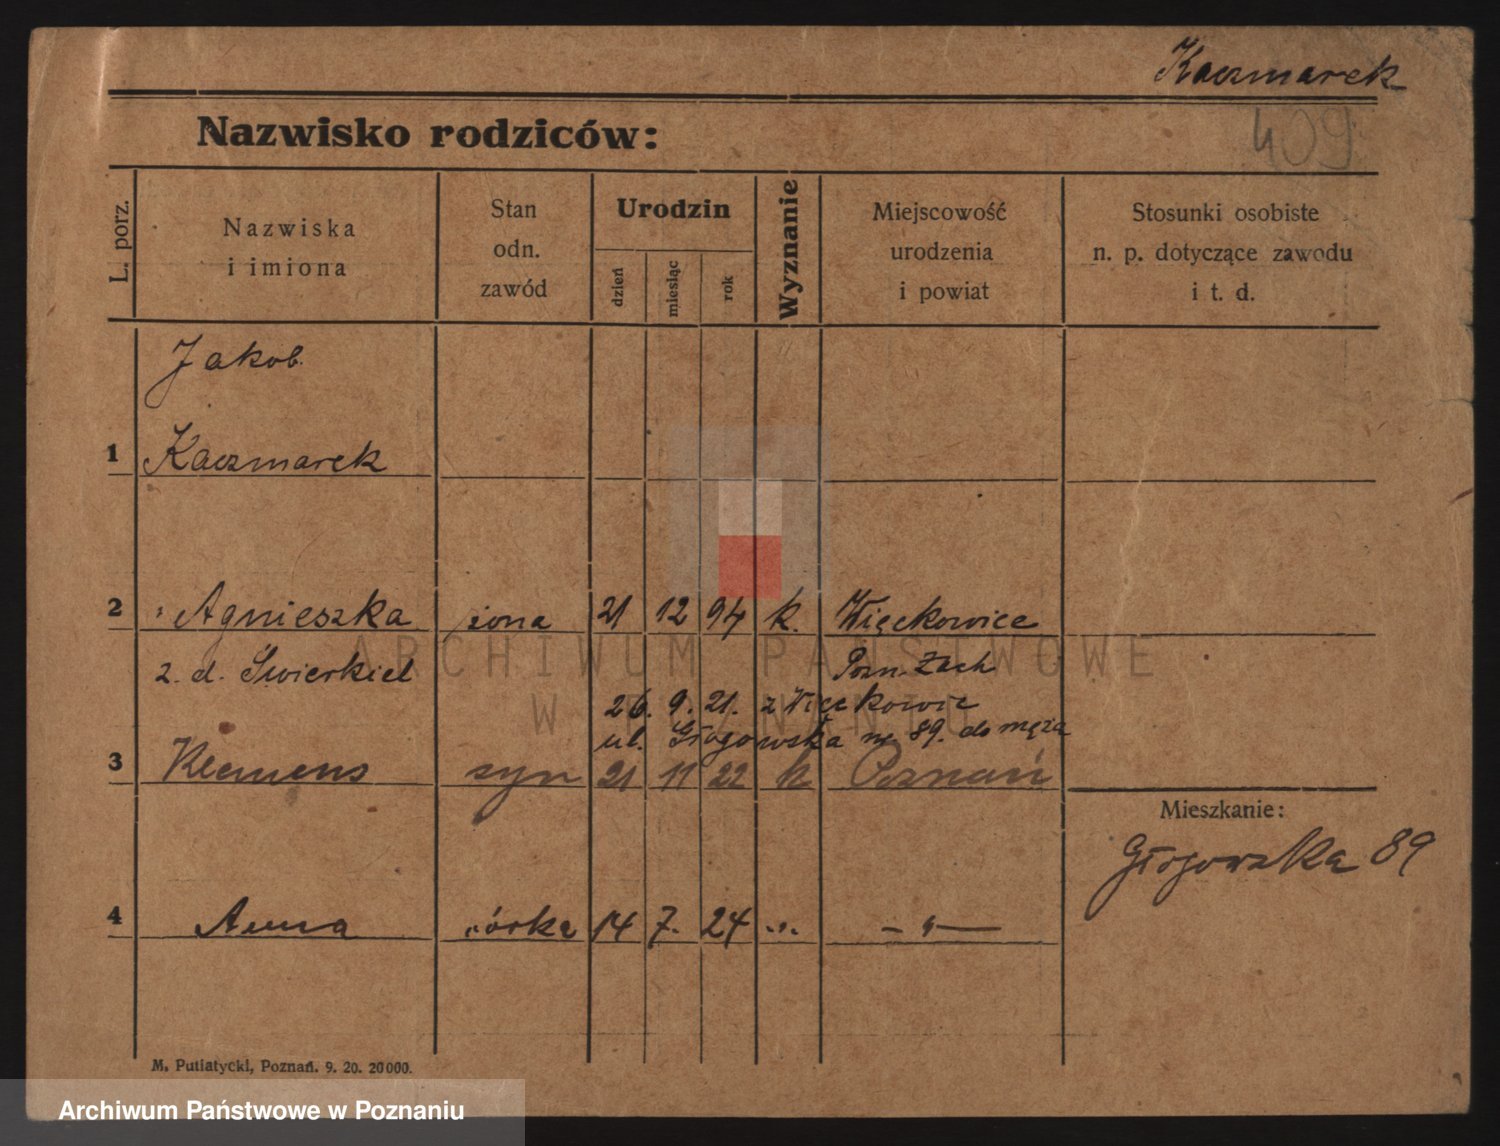 Kaczmarek
409
Nazwisko rodziców:
L. porz.
Nazwiska
i imiona
Stan
odn.
zawód
Urodzin
dzień
miesiąc
rok
Wyznanie
Miejscowość
urodzenia
i powiat
Stosunki osobiste
n. p. dotyczące zawodu
i t. d.
Jakob
1 Kaczmarek
2 Agnieszka żona 21 12 94 k. Więckowice
z. d. Świerkiel Pozn. Zach
26. 9. 21. z Więckowic
ul. Głogowska nr 89. do męża
3 Klemens syn 21 11 22 k Poznań
Mieszkanie:
Głogowska 89
4 Anna córka 14 7. 24 " — " —
M. Putiatycki, Poznań. 9. 20. 20000.
ARCHIWUM PAŃSTWOWE
W POZNANIU
Archiwum Państwowe w Poznaniu